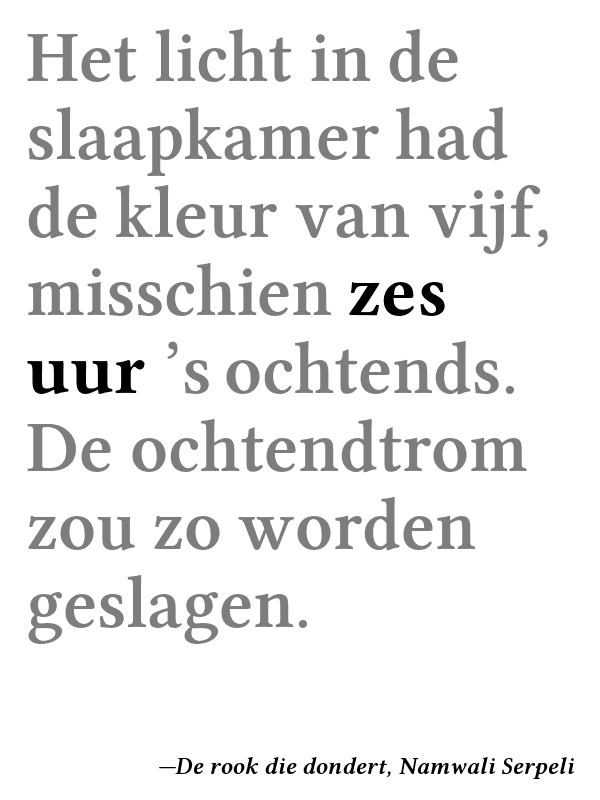 Het licht in de
slaapkamer had
de kleur van vijf,
misschien zes
uur ’s ochtends.
De ochtendtrom
zou zo worden
geslagen.
—De rook die dondert, Namwali Serpeli